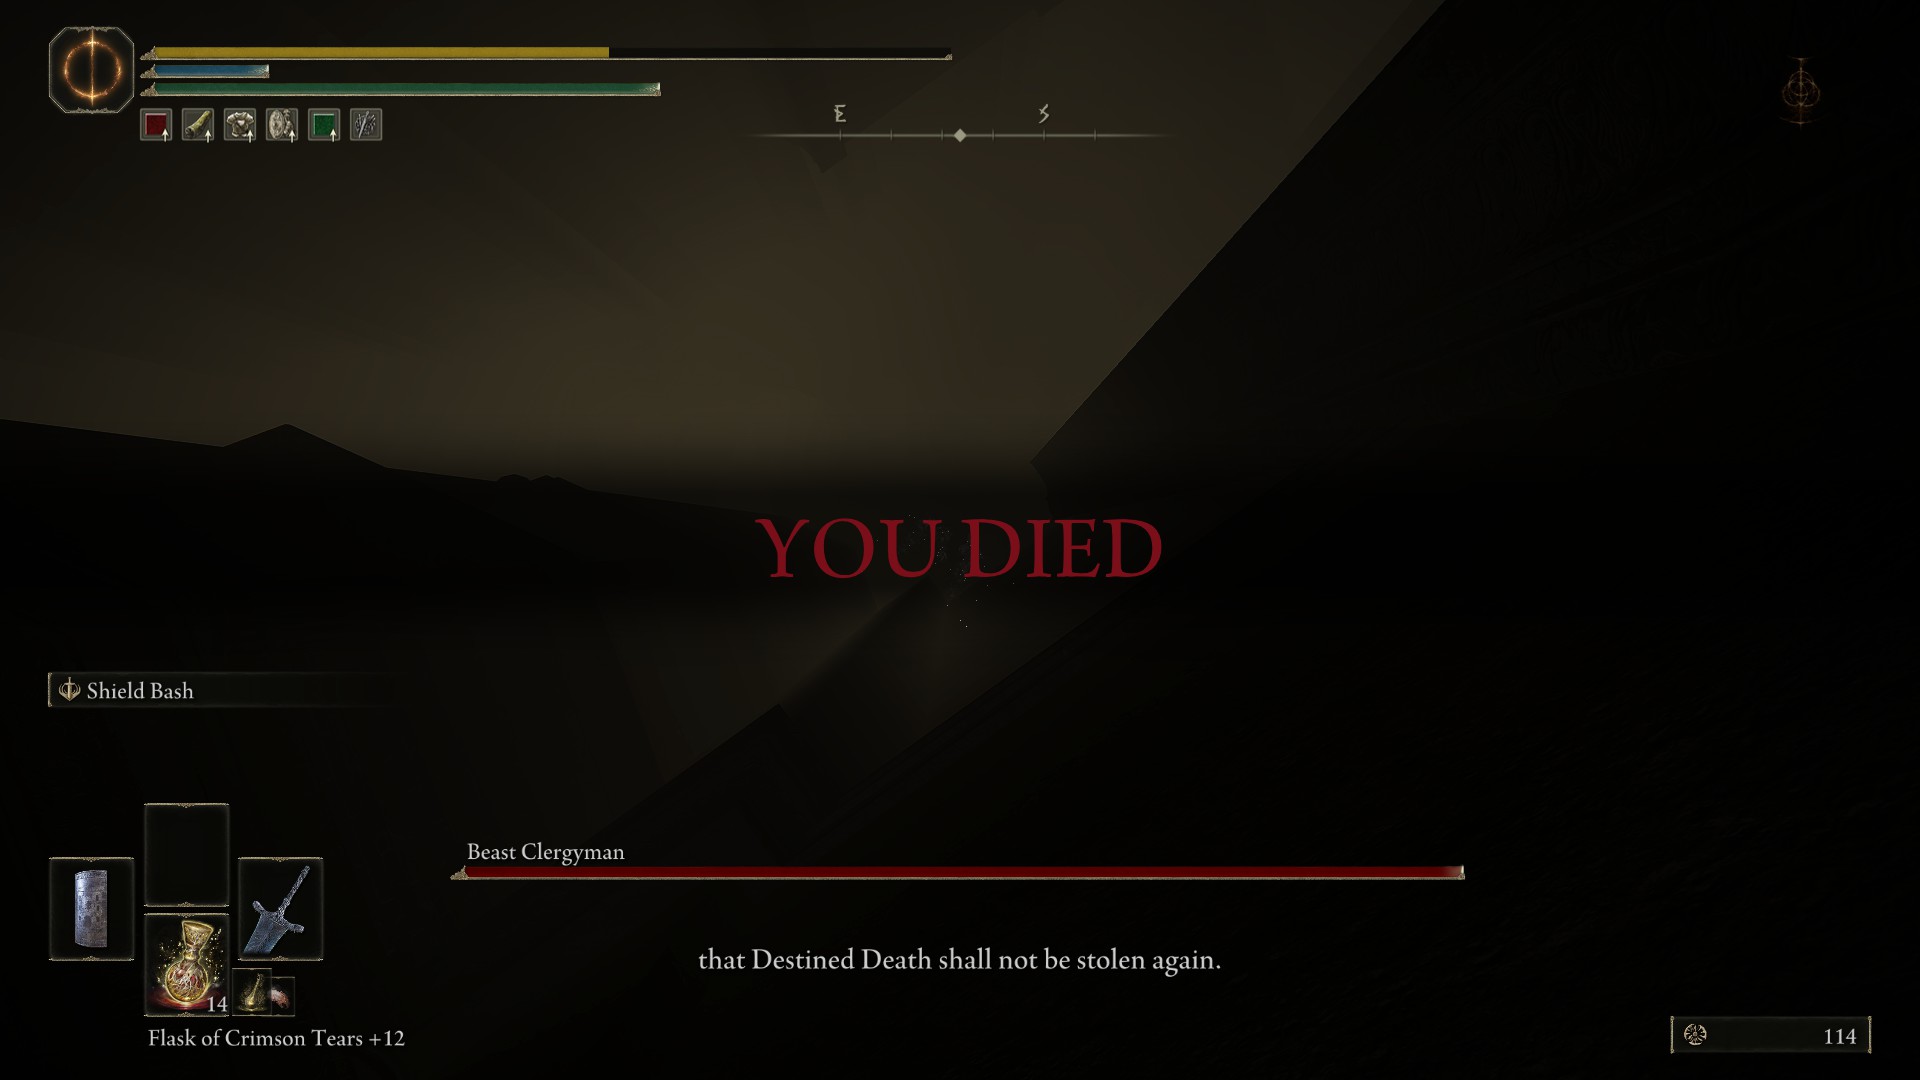 E S
YOU DIED
Shield Bash
Beast Clergyman
that Destined Death shall not be stolen again.
14
Flask of Crimson Tears +12
114